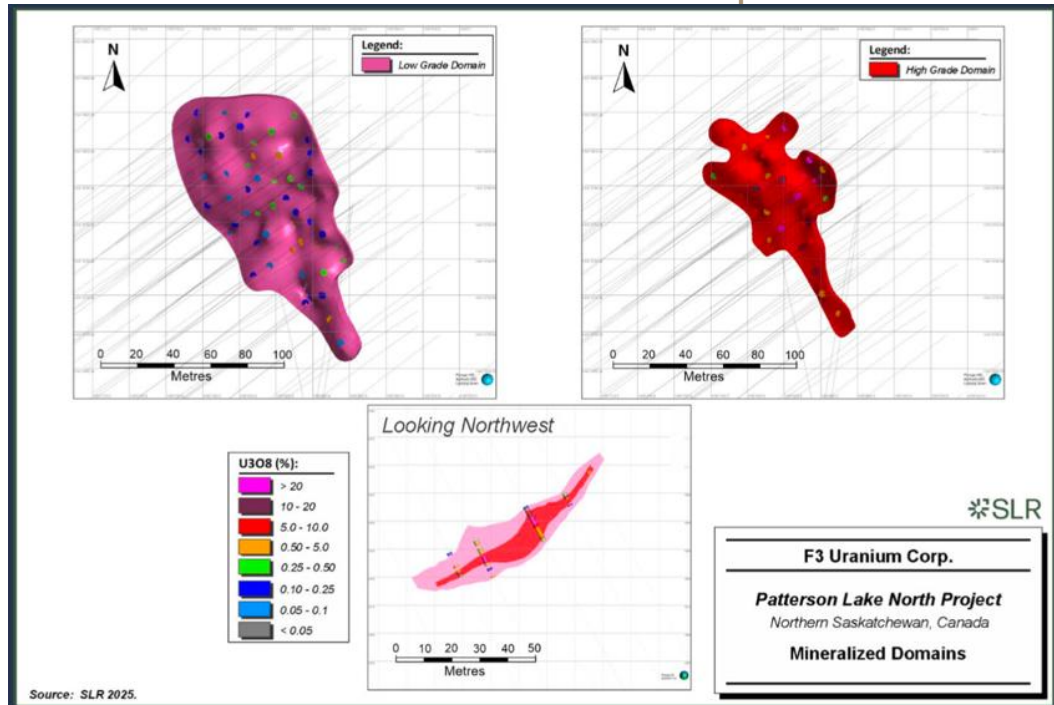 N
Legend:
Low Grade Domain
0 20 40 60 80 100
Metres
N
Legend:
High Grade Domain
0 20 40 60 80 100
Metres
Looking Northwest
0 10 20 30 40 50
Metres
U3O8 (%):
> 20
10 - 20
5.0 - 10.0
0.50 - 5.0
0.25 - 0.50
0.10 - 0.25
0.05 - 0.1
< 0.05
SLR
F3 Uranium Corp.
Patterson Lake North Project
Northern Saskatchewan, Canada
Mineralized Domains
Source: SLR 2025.